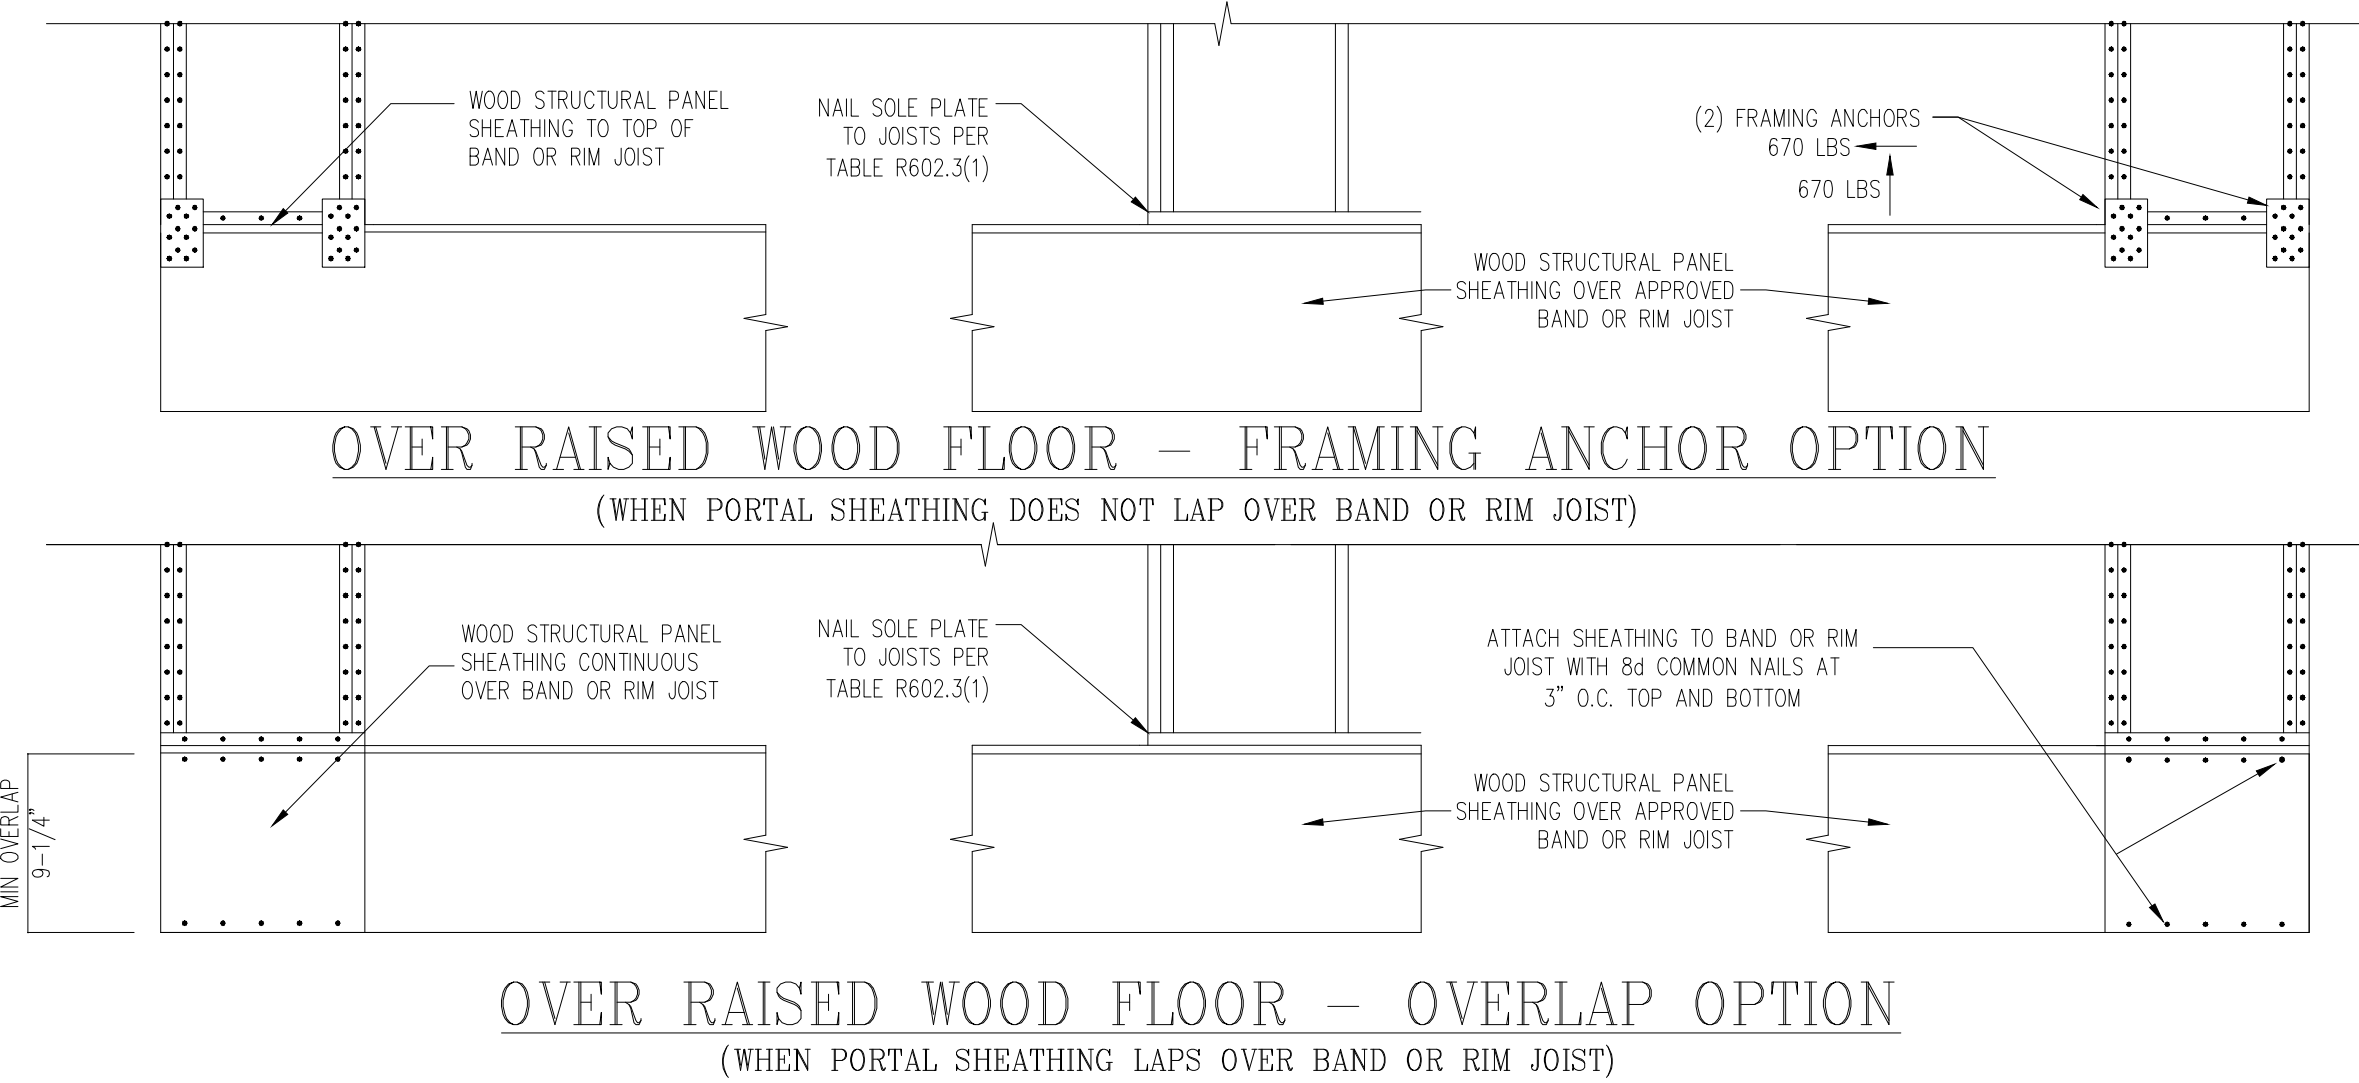 WOOD STRUCTURAL PANEL
SHEATHING TO TOP OF
BAND OR RIM JOIST
NAIL SOLE PLATE
TO JOISTS PER
TABLE R602.3(1)
(2) FRAMING ANCHORS
670 LBS
670 LBS
WOOD STRUCTURAL PANEL
SHEATHING OVER APPROVED
BAND OR RIM JOIST
OVER RAISED WOOD FLOOR – FRAMING ANCHOR OPTION
(WHEN PORTAL SHEATHING DOES NOT LAP OVER BAND OR RIM JOIST)
WOOD STRUCTURAL PANEL
SHEATHING CONTINUOUS
OVER BAND OR RIM JOIST
NAIL SOLE PLATE
TO JOISTS PER
TABLE R602.3(1)
ATTACH SHEATHING TO BAND OR RIM
JOIST WITH 8d COMMON NAILS AT
3" O.C. TOP AND BOTTOM
MIN OVERLAP
9-1/4"
WOOD STRUCTURAL PANEL
SHEATHING OVER APPROVED
BAND OR RIM JOIST
OVER RAISED WOOD FLOOR – OVERLAP OPTION
(WHEN PORTAL SHEATHING LAPS OVER BAND OR RIM JOIST)